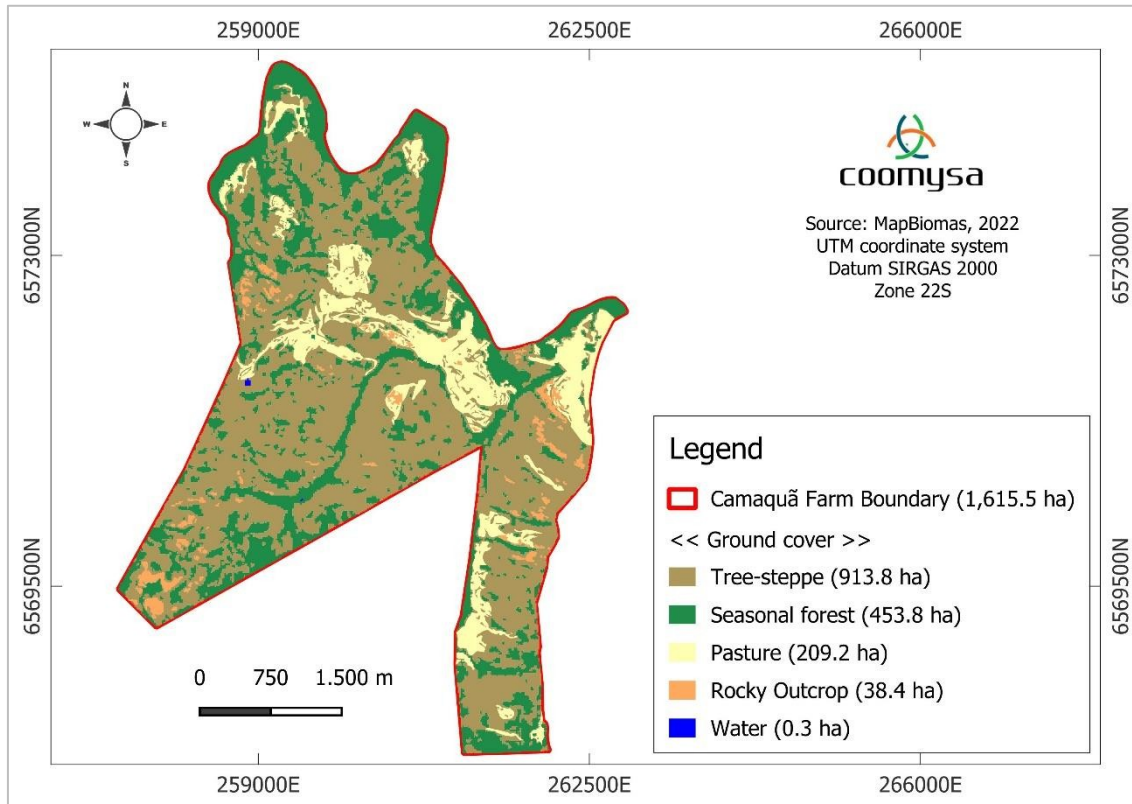 259000E
262500E
266000E
N
W
E
S
coomysa
Source: MapBiomas, 2022
UTM coordinate system
Datum SIRGAS 2000
Zone 22S
6573000N
6573000N
Legend
Camaquã Farm Boundary (1,615.5 ha)
<< Ground cover >>
Tree-steppe (913.8 ha)
Seasonal forest (453.8 ha)
Pasture (209.2 ha)
Rocky Outcrop (38.4 ha)
Water (0.3 ha)
6569500N
6569500N
0 750 1.500 m
259000E
262500E
266000E